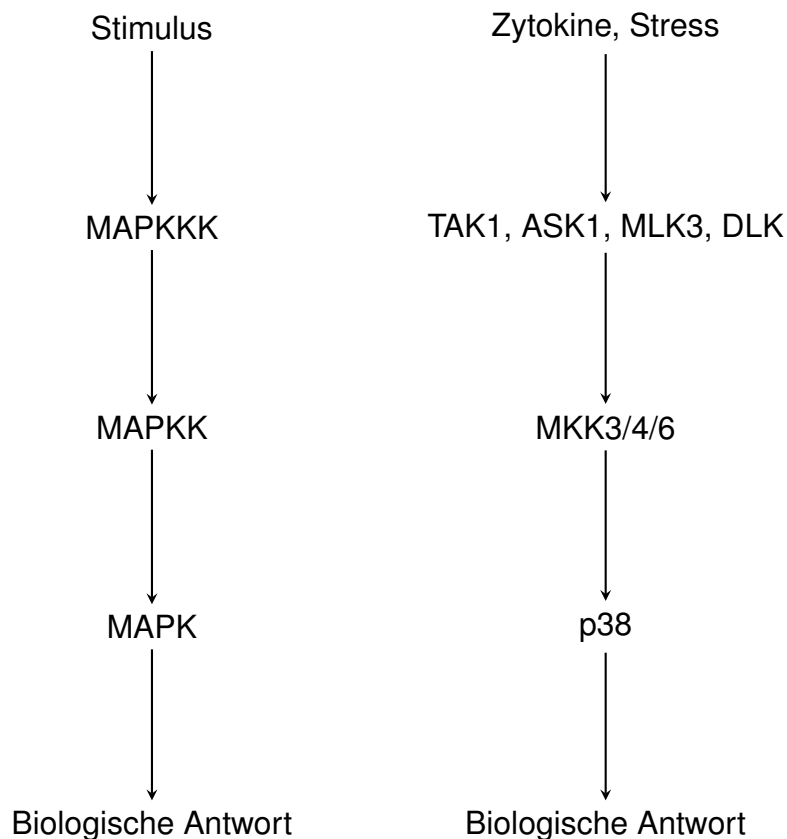 Stimulus
Zytokine, Stress
MAPKKK
TAK1, ASK1, MLK3, DLK
MAPKK
MKK3/4/6
MAPK
p38
Biologische Antwort
Biologische Antwort